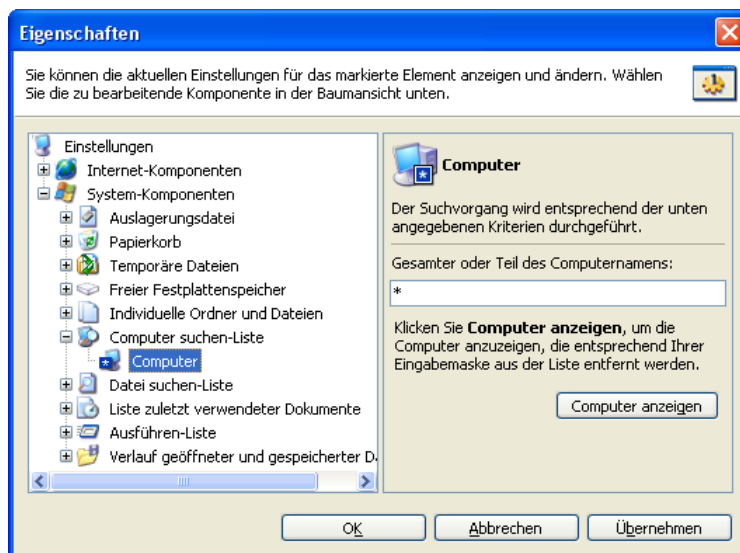 Eigenschaften
Sie können die aktuellen Einstellungen für das markierte Element anzeigen und ändern. Wählen
Sie die zu bearbeitende Komponente in der Baumansicht unten.
Einstellungen
Internet-Komponenten
System-Komponenten
Auslagerungsdatei
Papierkorb
Temporäre Dateien
Freier Festplattenspeicher
Individuelle Ordner und Dateien
Computer suchen-Liste
Computer
Datei suchen-Liste
Liste zuletzt verwendeter Dokumente
Ausführen-Liste
Verlauf geöffneter und gespeicherter D
Computer
Der Suchvorgang wird entsprechend der unten
angegebenen Kriterien durchgeführt.
Gesamter oder Teil des Computernamens:
*
Klicken Sie Computer anzeigen, um die
Computer anzuzeigen, die entsprechend Ihrer
Eingabemaske aus der Liste entfernt werden.
Computer anzeigen
OK
Abbrechen
Übernehmen